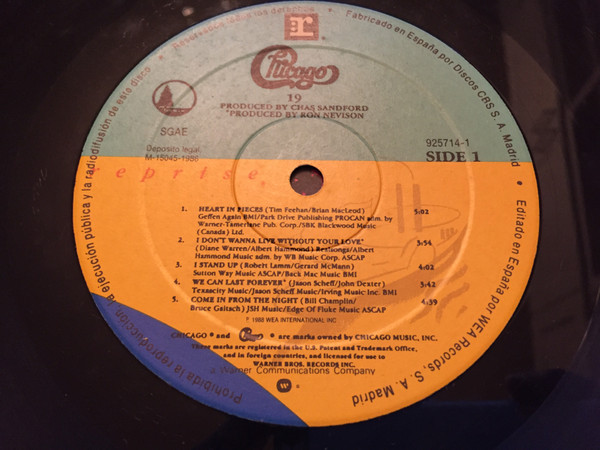 Reservados todos los derechos
Fabricado en España por Discos CRS S. A. Madrid
r
Chicago
19
PRODUCED BY CHAS SANDFORD
*PRODUCED BY RON NEVISON
SGAE
Deposito legal.
M-15045-1988
925714-1
SIDE 1
reprise
1. HEART IN PIECES (Tim Feehan/Brian MacLeod) 5:02
Geffen Again BMI/Park Drive Publishing PROCAN adm. by
Warner-Tamerlane Pub. Corp./SBK Blackwood Music
(Canada) Ltd.
2. I DON'T WANNA LIVE WITHOUT YOUR LOVE* 5:54
(Diane Warren/Albert Hammond) Realsongs/Albert
Hammond Music adm. by WB Music Corp. ASCAP
3. I STAND UP (Robert Lamm/Gerard McMann) 4:02
Sutton Way Music ASCAP/Back Mac Music BMI
4. WE CAN LAST FOREVER* (Jason Scheff/John Dexter) 5:42
Texascity Music/Jason Scheff Music/Irving Music Inc. BMI
5. COME IN FROM THE NIGHT (Bill Champlin/ 4:39
Bruce Gaitsch) JSH Music/Edge Of Fluke Music ASCAP
℗ 1988 WEA INTERNATIONAL INC
CHICAGO ® and Chicago ® are marks owned by CHICAGO MUSIC, INC.
These marks are registered in the U.S. Patent and Trademark Office,
and in foreign countries, and licensed for use to
WARNER BROS. RECORDS INC.
a Warner Communications Company
Editado en España por WEA Records, S. A. Madrid
Prohibida la reproducción
la ejecución pública y la radiodifusión de este disco